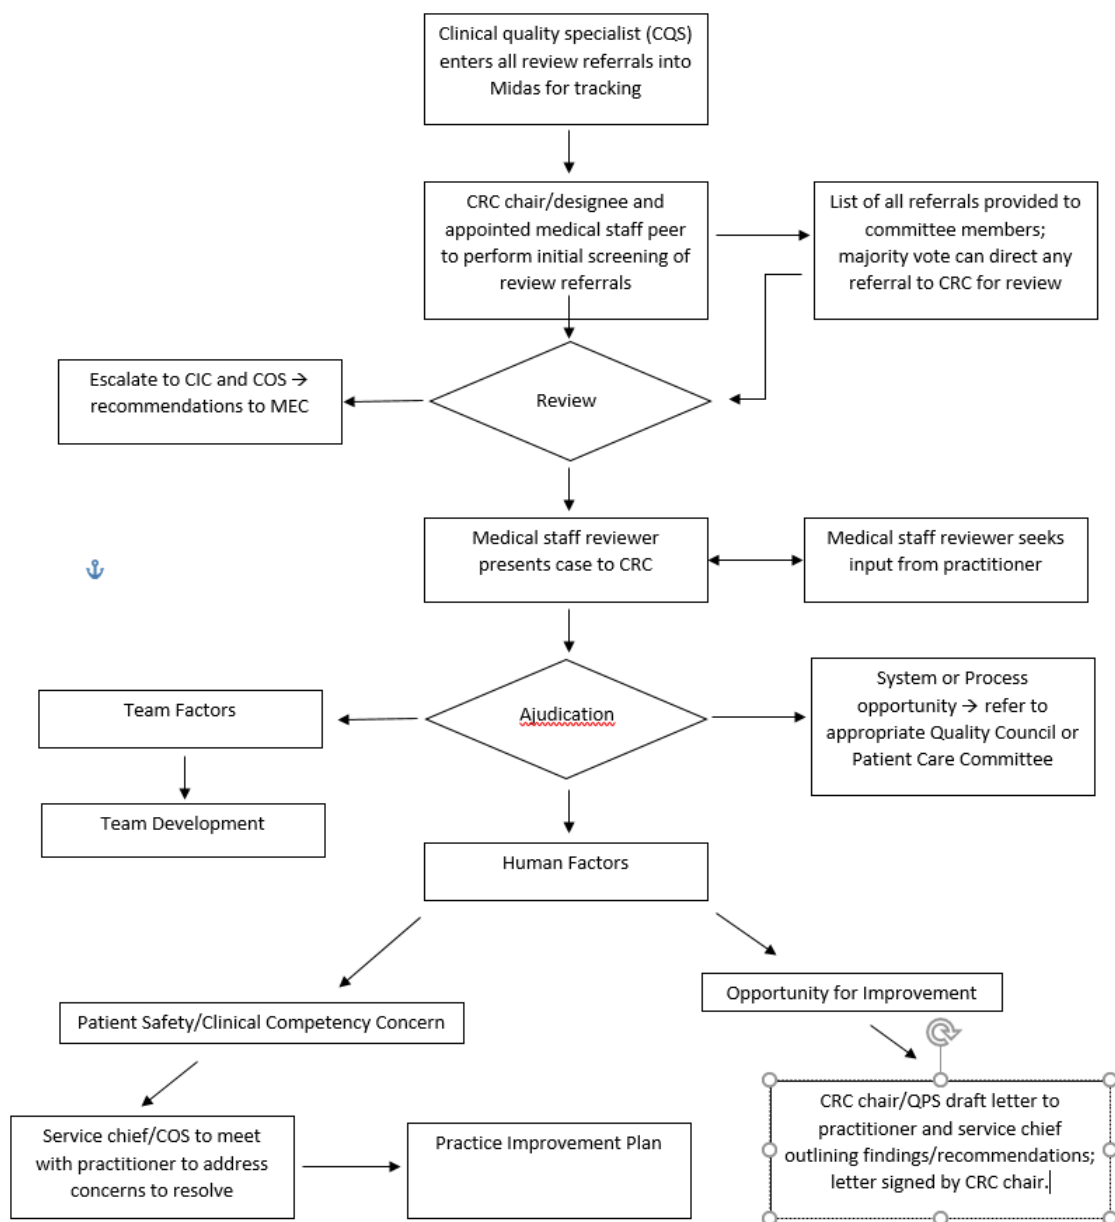 Clinical quality specialist (CQS)
enters all review referrals into
Midas for tracking
CRC chair/designee and
appointed medical staff peer
to perform initial screening of
review referrals
List of all referrals provided to
committee members;
majority vote can direct any
referral to CRC for review
Escalate to CIC and COS →
recommendations to MEC
Review
Medical staff reviewer
presents case to CRC
Medical staff reviewer seeks
input from practitioner
Team Factors
Ajudication
System or Process
opportunity → refer to
appropriate Quality Council or
Patient Care Committee
Team Development
Human Factors
Patient Safety/Clinical Competency Concern
Opportunity for Improvement
Service chief/COS to meet
with practitioner to address
concerns to resolve
Practice Improvement Plan
CRC chair/QPS draft letter to
practitioner and service chief
outlining findings/recommendations;
letter signed by CRC chair.